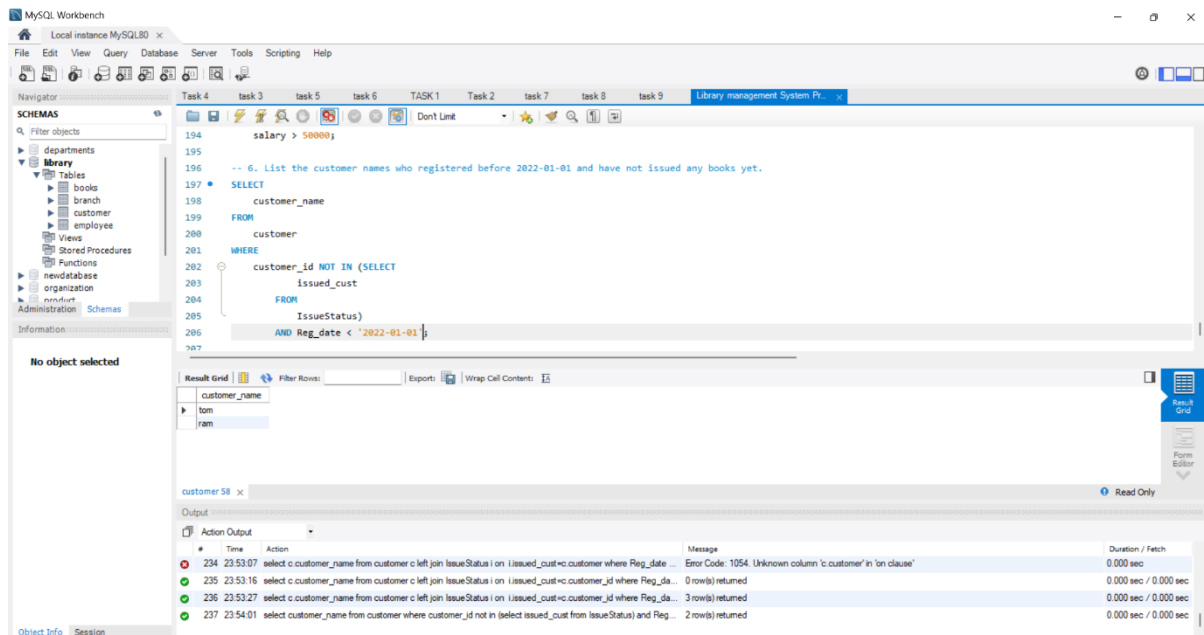 MySQL Workbench
Local instance MySQL80 ×
File Edit View Query Database Server Tools Scripting Help
Navigator
Task 4 task 3 task 5 task 6 TASK 1 Task 2 task 7 task 8 task 9 Library management System Pr... ×
SCHEMAS
Filter objects
departments
library
Tables
books
branch
customer
employee
Views
Stored Procedures
Functions
newdatabase
organization
product
Administration Schemas
Information
No object selected
Object Info Session
Don't Limit
194 salary > 50000;
195
196 -- 6. List the customer names who registered before 2022-01-01 and have not issued any books yet.
197 SELECT
198 customer_name
199 FROM
200 customer
201 WHERE
202 customer_id NOT IN (SELECT
203 issued_cust
204 FROM
205 IssueStatus)
206 AND Reg_date < '2022-01-01';
207
Result Grid Filter Rows: Export: Wrap Cell Content: IA
customer_name
tom
ram
Result Grid
Form Editor
customer 58 × Read Only
Output
Action Output
# Time Action Message Duration / Fetch
234 23:53:07 select c.customer_name from customer c left join IssueStatus i on i.issued_cust=c.customer where Reg_date ... Error Code: 1054. Unknown column 'c.customer' in 'on clause' 0.000 sec
235 23:53:16 select c.customer_name from customer c left join IssueStatus i on i.issued_cust=c.customer_id where Reg_da... 0 row(s) returned 0.000 sec / 0.000 sec
236 23:53:27 select c.customer_name from customer c left join IssueStatus i on i.issued_cust=c.customer_id where Reg_da... 3 row(s) returned 0.000 sec / 0.000 sec
237 23:54:01 select customer_name from customer where customer_id not in (select issued_cust from IssueStatus) and Reg... 2 row(s) returned 0.000 sec / 0.000 sec